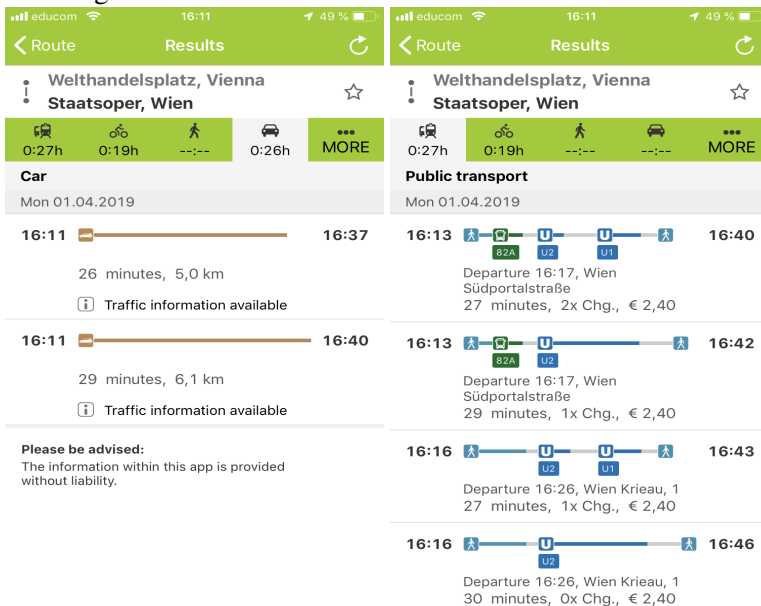 educom 16:11 49 %
Route Results
Welthandelsplatz, Vienna
Staatsoper, Wien
0:27h 0:19h --:-- 0:26h MORE
Car
Mon 01.04.2019
16:11 16:37
26 minutes, 5,0 km
i Traffic information available
16:11 16:40
29 minutes, 6,1 km
i Traffic information available
Please be advised:
The information within this app is provided
without liability.
educom 16:11 49 %
Route Results
Welthandelsplatz, Vienna
Staatsoper, Wien
0:27h 0:19h --:-- --:-- MORE
Public transport
Mon 01.04.2019
16:13 U U 16:40
82A U2 U1
Departure 16:17, Wien
Südportalstraße
27 minutes, 2x Chg., € 2,40
16:13 U 16:42
82A U2
Departure 16:17, Wien
Südportalstraße
29 minutes, 1x Chg., € 2,40
16:16 U U 16:43
U2 U1
Departure 16:26, Wien Krieau, 1
27 minutes, 1x Chg., € 2,40
16:16 U 16:46
U2
Departure 16:26, Wien Krieau, 1
30 minutes, 0x Chg., € 2,40